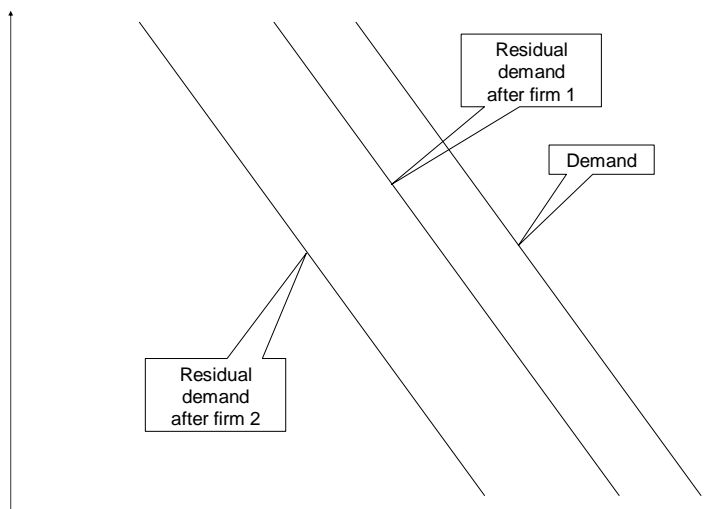 Residual
demand
after firm 1
Demand
Residual
demand
after firm 2